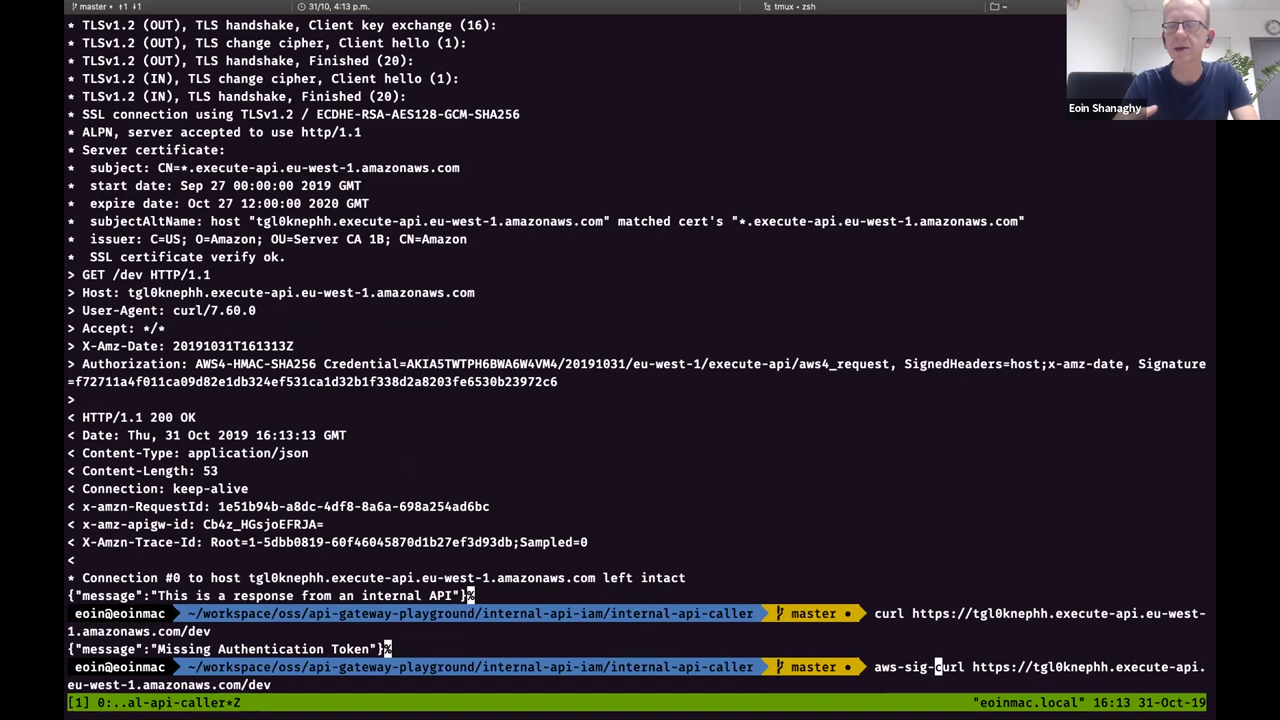 master • ↑1 ↓1 31/10, 4:13 p.m. tmux • zsh ~
* TLSv1.2 (OUT), TLS handshake, Client key exchange (16):
* TLSv1.2 (OUT), TLS change cipher, Client hello (1):
* TLSv1.2 (OUT), TLS handshake, Finished (20):
* TLSv1.2 (IN), TLS change cipher, Client hello (1):
* TLSv1.2 (IN), TLS handshake, Finished (20):
* SSL connection using TLSv1.2 / ECDHE-RSA-AES128-GCM-SHA256
* ALPN, server accepted to use http/1.1
* Server certificate:
*  subject: CN=*.execute-api.eu-west-1.amazonaws.com
*  start date: Sep 27 00:00:00 2019 GMT
*  expire date: Oct 27 12:00:00 2020 GMT
*  subjectAltName: host "tgl0knephh.execute-api.eu-west-1.amazonaws.com" matched cert's "*.execute-api.eu-west-1.amazonaws.com"
*  issuer: C=US; O=Amazon; OU=Server CA 1B; CN=Amazon
*  SSL certificate verify ok.
> GET /dev HTTP/1.1
> Host: tgl0knephh.execute-api.eu-west-1.amazonaws.com
> User-Agent: curl/7.60.0
> Accept: */*
> X-Amz-Date: 20191031T161313Z
> Authorization: AWS4-HMAC-SHA256 Credential=AKIA5TWTPH6BWA6W4VM4/20191031/eu-west-1/execute-api/aws4_request, SignedHeaders=host;x-amz-date, Signature
=f72711a4f011ca09d82e1db324ef531ca1d32b1f338d2a8203fe6530b23972c6
>
< HTTP/1.1 200 OK
< Date: Thu, 31 Oct 2019 16:13:13 GMT
< Content-Type: application/json
< Content-Length: 53
< Connection: keep-alive
< x-amzn-RequestId: 1e51b94b-a8dc-4df8-8a6a-698a254ad6bc
< x-amz-apigw-id: Cb4z_HGsjoEFRJA=
< X-Amzn-Trace-Id: Root=1-5dbb0819-60f46045870d1b27ef3d93db;Sampled=0
<
* Connection #0 to host tgl0knephh.execute-api.eu-west-1.amazonaws.com left intact
{"message":"This is a response from an internal API"}%
eoin@eoinmac ~/workspace/oss/api-gateway-playground/internal-api-iam/internal-api-caller master ● curl https://tgl0knephh.execute-api.eu-west-
1.amazonaws.com/dev
{"message":"Missing Authentication Token"}%
eoin@eoinmac ~/workspace/oss/api-gateway-playground/internal-api-iam/internal-api-caller master ● aws-sig-curl https://tgl0knephh.execute-api.
eu-west-1.amazonaws.com/dev
[1] 0:..al-api-caller*Z "eoinmac.local" 16:13 31-Oct-19
Eoin Shanaghy